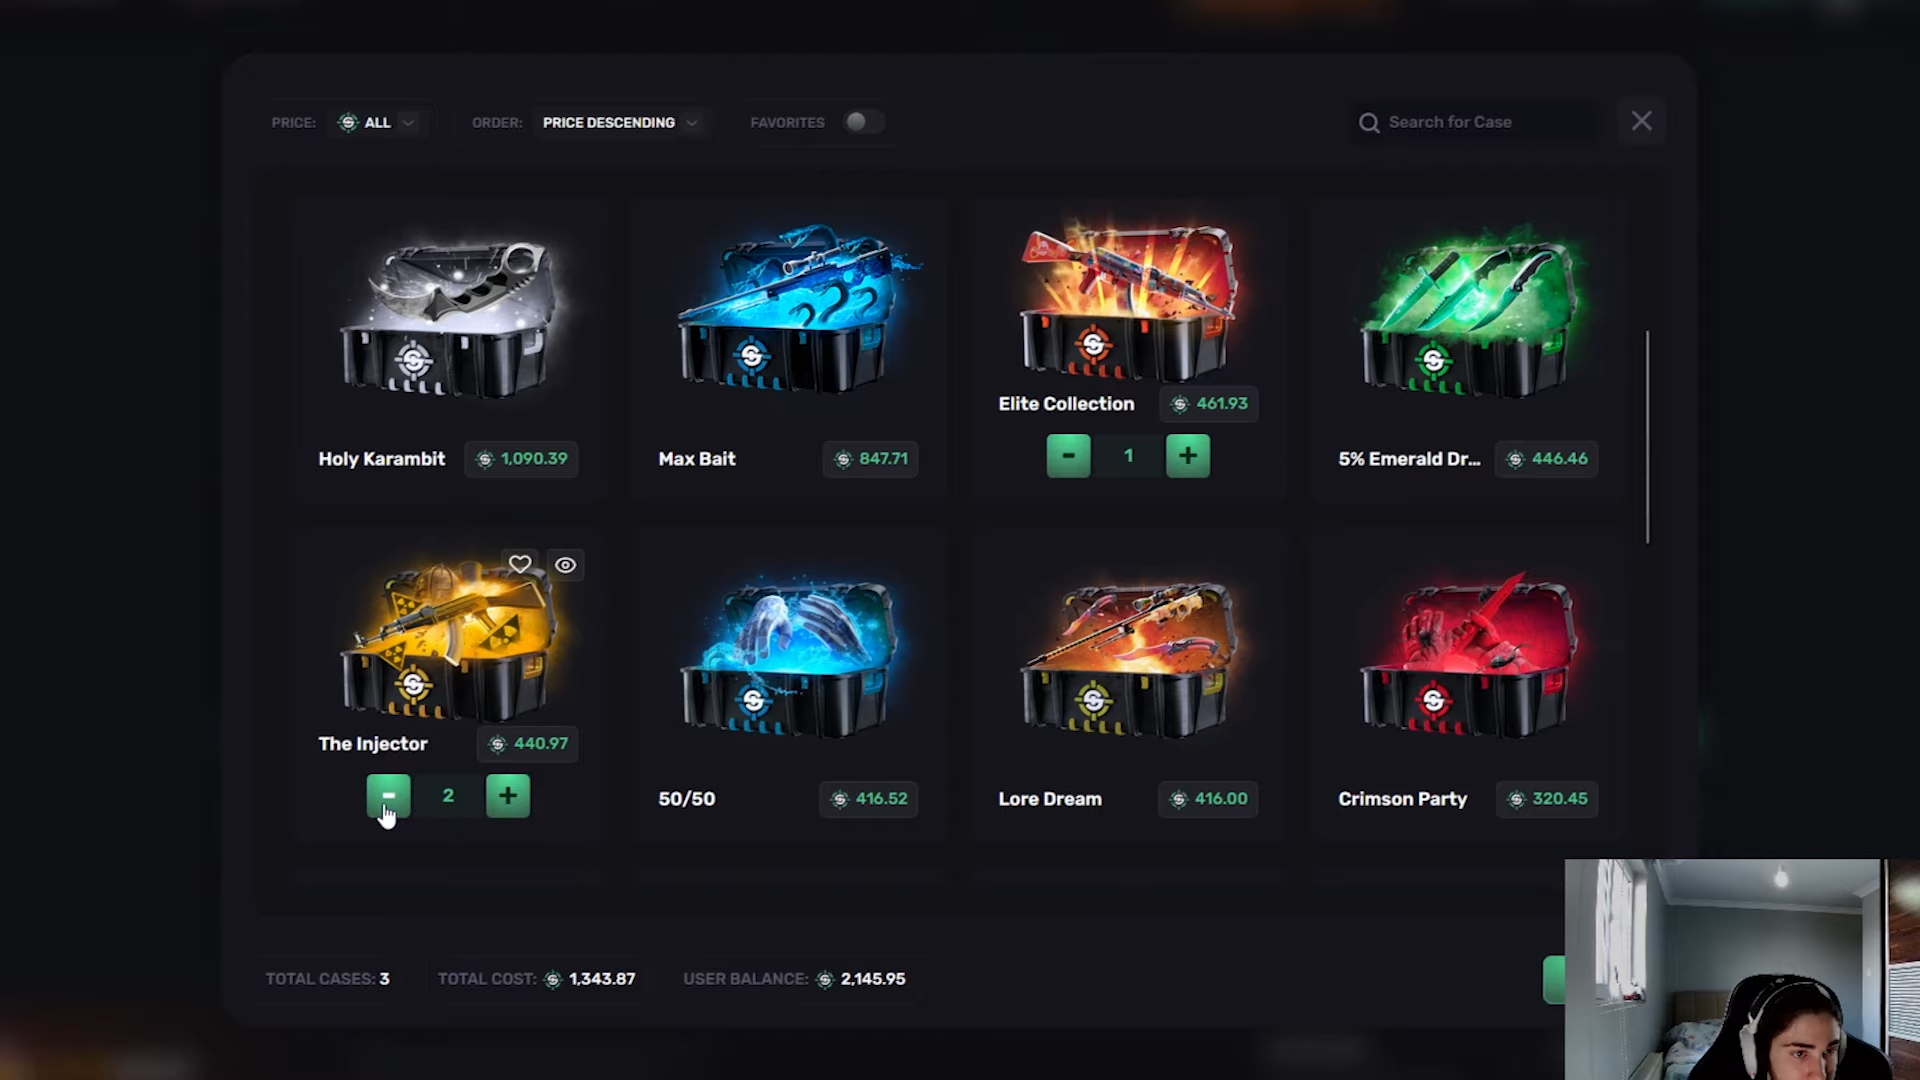 PRICE: ALL ORDER: PRICE DESCENDING FAVORITES Search for Case
Elite Collection 461.93
Holy Karambit 1,090.39 Max Bait 847.71 - 1 + 5% Emerald Dr... 446.46
The Injector 440.97
- 2 + 50/50 416.52 Lore Dream 416.00 Crimson Party 320.45
TOTAL CASES: 3 TOTAL COST: 1,343.87 USER BALANCE: 2,145.95